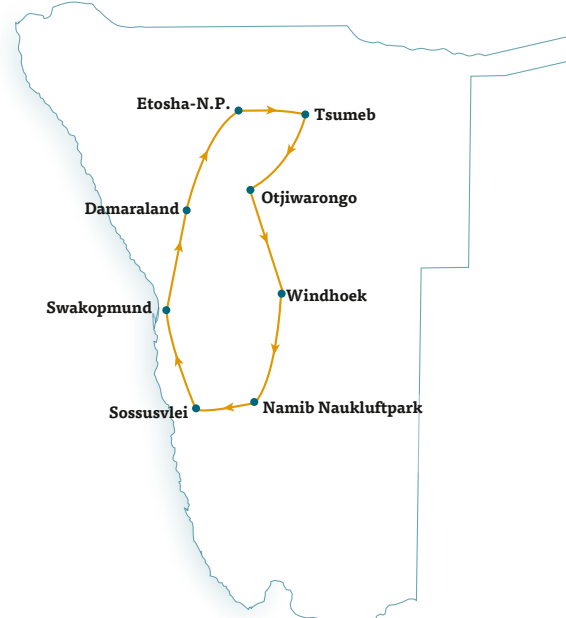 Etosha-N.P.
Tsumeb
Otjiwarongo
Damaraland
Windhoek
Swakopmund
Namib Naukluftpark
Sossusvlei